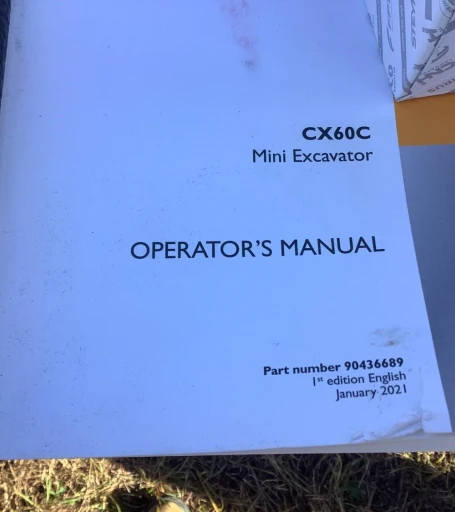 CX60C
Mini Excavator
OPERATOR'S MANUAL
Part number 90436689
1st edition English
January 2021